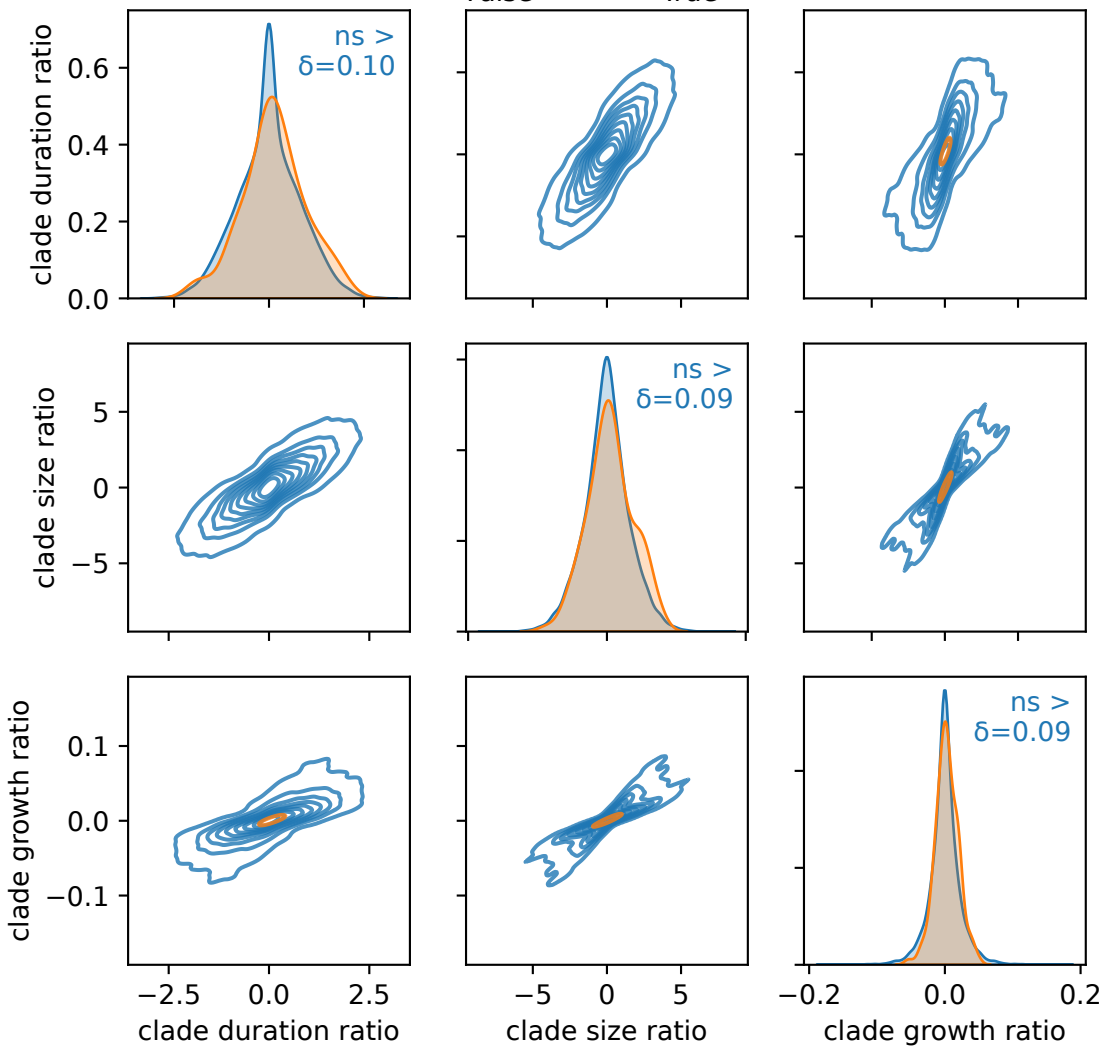 ns >
δ=0.10
clade duration ratio
0.6
0.4
0.2
0.0
ns >
δ=0.09
clade size ratio
5
0
−5
ns >
δ=0.09
clade growth ratio
0.1
0.0
−0.1
−2.5 0.0 2.5 −5 0 5 −0.2 0.0 0.2
clade duration ratio clade size ratio clade growth ratio